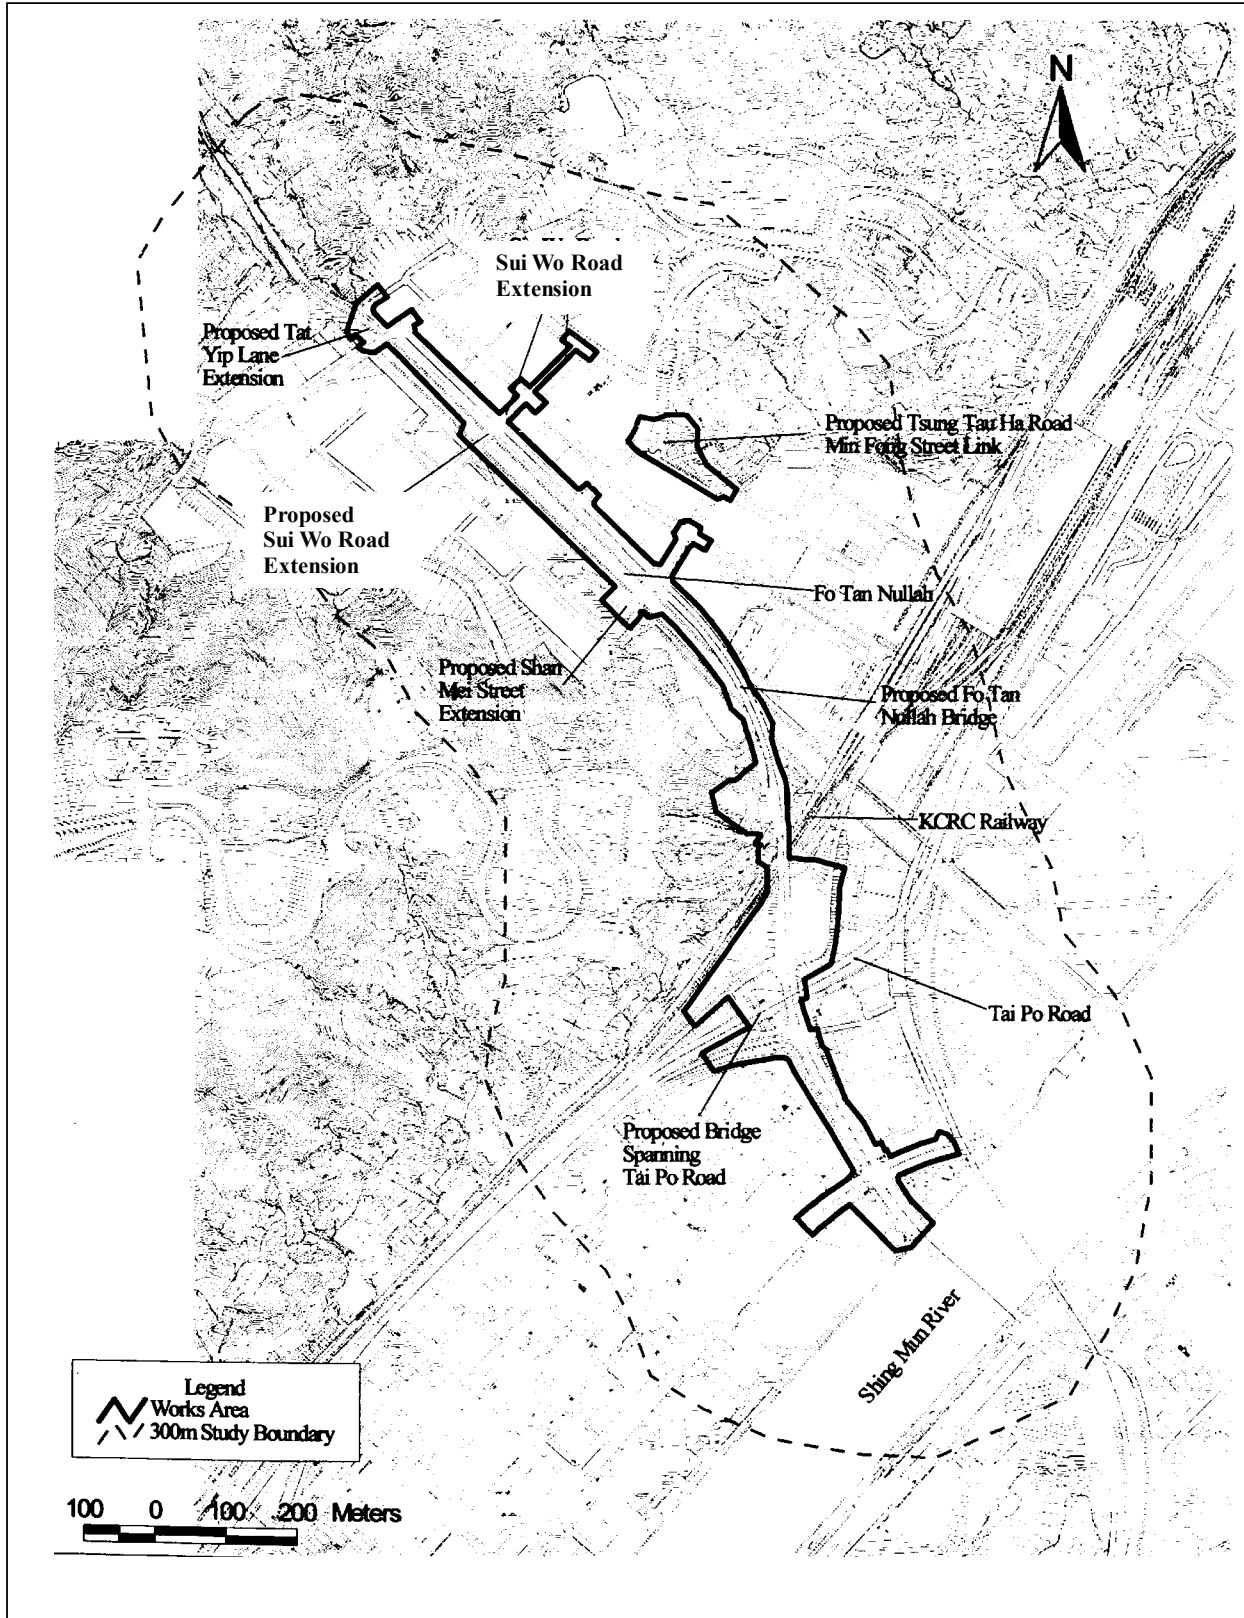 N
Sui Wo Road
Extension
Proposed Tat
Yip Lane
Extension
Proposed Tsung Tau Ha Road
Min Fong Street Link
Proposed
Sui Wo Road
Extension
Fo Tan Nullah
Proposed Shan
Mei Street
Extension
Proposed Fo Tan
Nullah Bridge
KCRC Railway
Tai Po Road
Proposed Bridge
Spanning
Tai Po Road
Shing Mun River
Legend
Works Area
300m Study Boundary
100 0 100 200 Meters